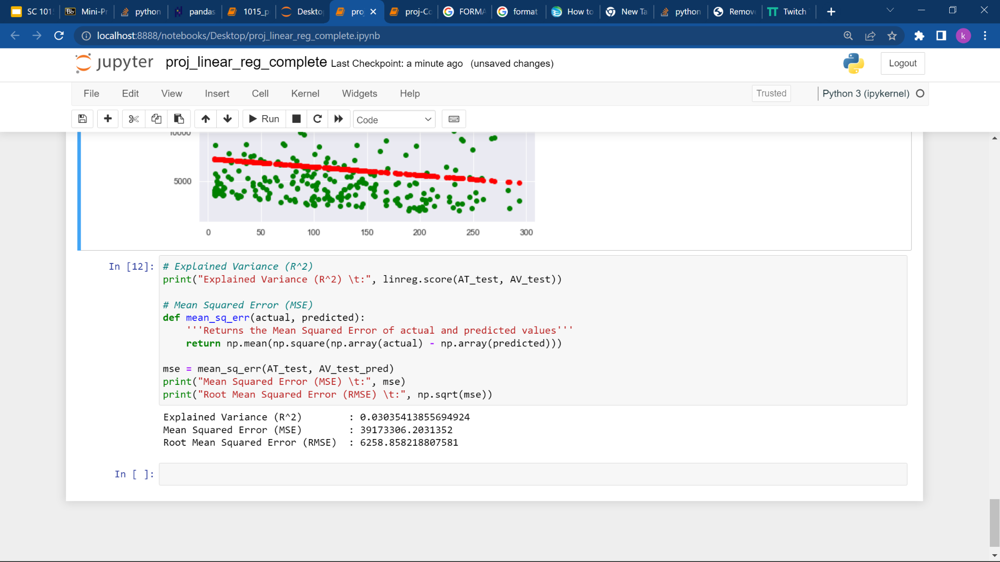 SC 101
Bb Mini-Pr
python
pandas
1015_p
Deskto
pro
proj-Co
FORMA
format
How to
New Ta
python
Remov
Twitch
localhost:8888/notebooks/Desktop/proj_linear_reg_complete.ipynb
k
jupyter proj_linear_reg_complete Last Checkpoint: a minute ago (unsaved changes)
Logout
File Edit View Insert Cell Kernel Widgets Help
Trusted
Python 3 (ipykernel)
Run
Code
10000
5000
0 50 100 150 200 250 300
In [12]:
# Explained Variance (R^2)
print("Explained Variance (R^2) \t:", linreg.score(AT_test, AV_test))
# Mean Squared Error (MSE)
def mean_sq_err(actual, predicted):
'''Returns the Mean Squared Error of actual and predicted values'''
return np.mean(np.square(np.array(actual) - np.array(predicted)))
mse = mean_sq_err(AT_test, AV_test_pred)
print("Mean Squared Error (MSE) \t:", mse)
print("Root Mean Squared Error (RMSE) \t:", np.sqrt(mse))
Explained Variance (R^2) : 0.03035413855694924
Mean Squared Error (MSE) : 39173306.2031352
Root Mean Squared Error (RMSE) : 6258.858218807581
In [ ]: